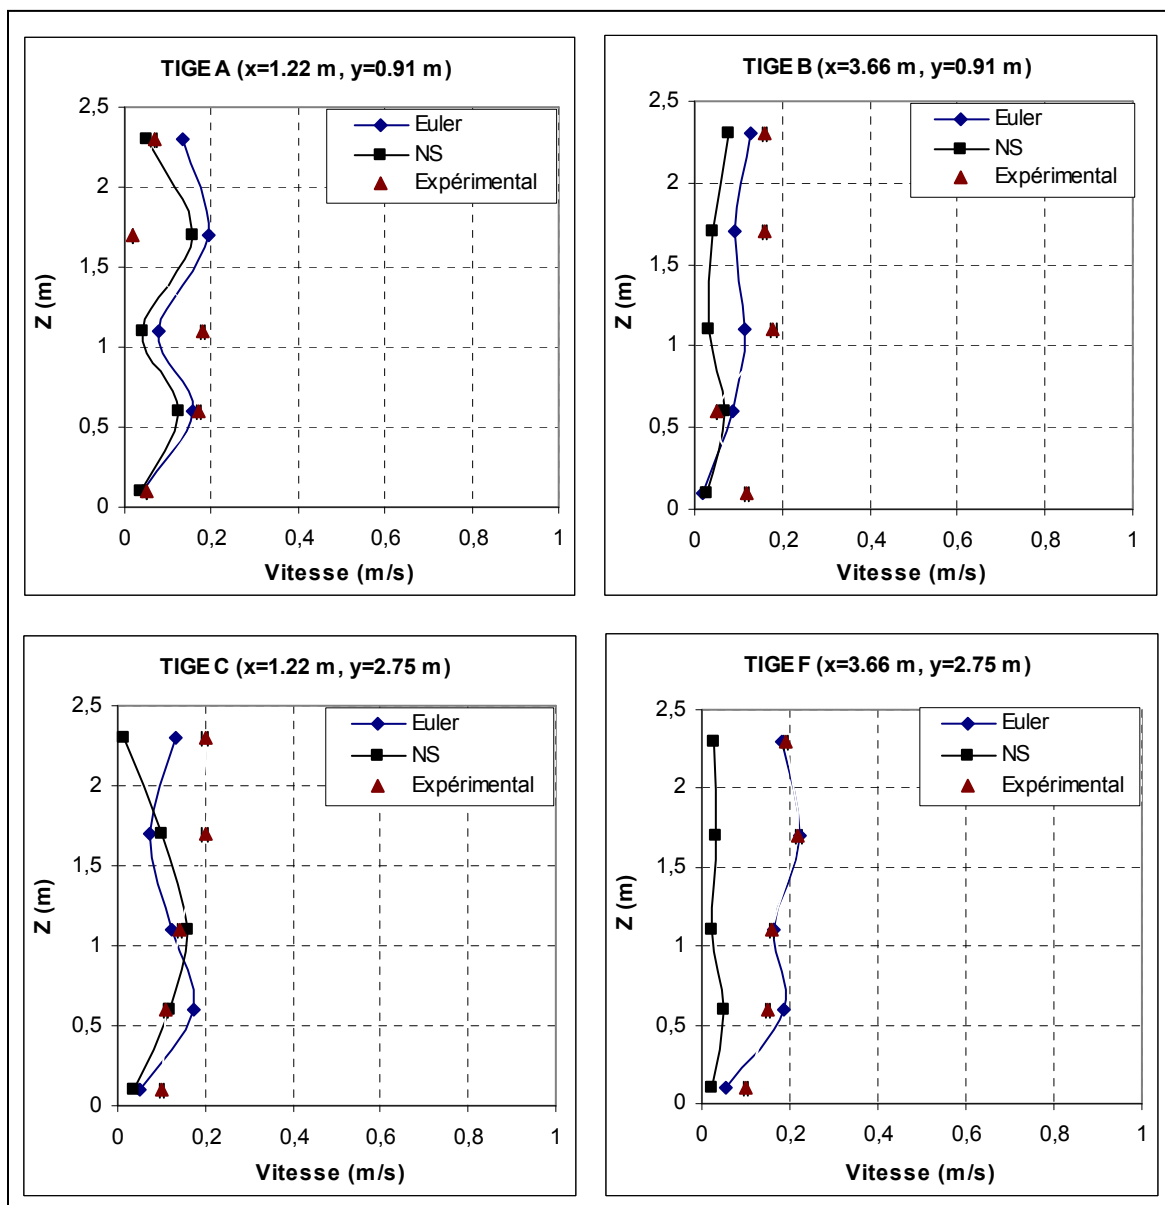 TIGE A (x=1.22 m, y=0.91 m)
2,5
2
1,5
1
0,5
0
Z (m)
Euler
NS
Expérimental
0 0,2 0,4 0,6 0,8 1
Vitesse (m/s)
TIGE B (x=3.66 m, y=0.91 m)
2,5
2
1,5
1
0,5
0
Z (m)
Euler
NS
Expérimental
0 0,2 0,4 0,6 0,8 1
Vitesse (m/s)
TIGE C (x=1.22 m, y=2.75 m)
2,5
2
1,5
1
0,5
0
Z (m)
Euler
NS
Expérimental
0 0,2 0,4 0,6 0,8 1
Vitesse (m/s)
TIGE F (x=3.66 m, y=2.75 m)
2,5
2
1,5
1
0,5
0
Z (m)
Euler
NS
Expérimental
0 0,2 0,4 0,6 0,8 1
Vitesse (m/s)